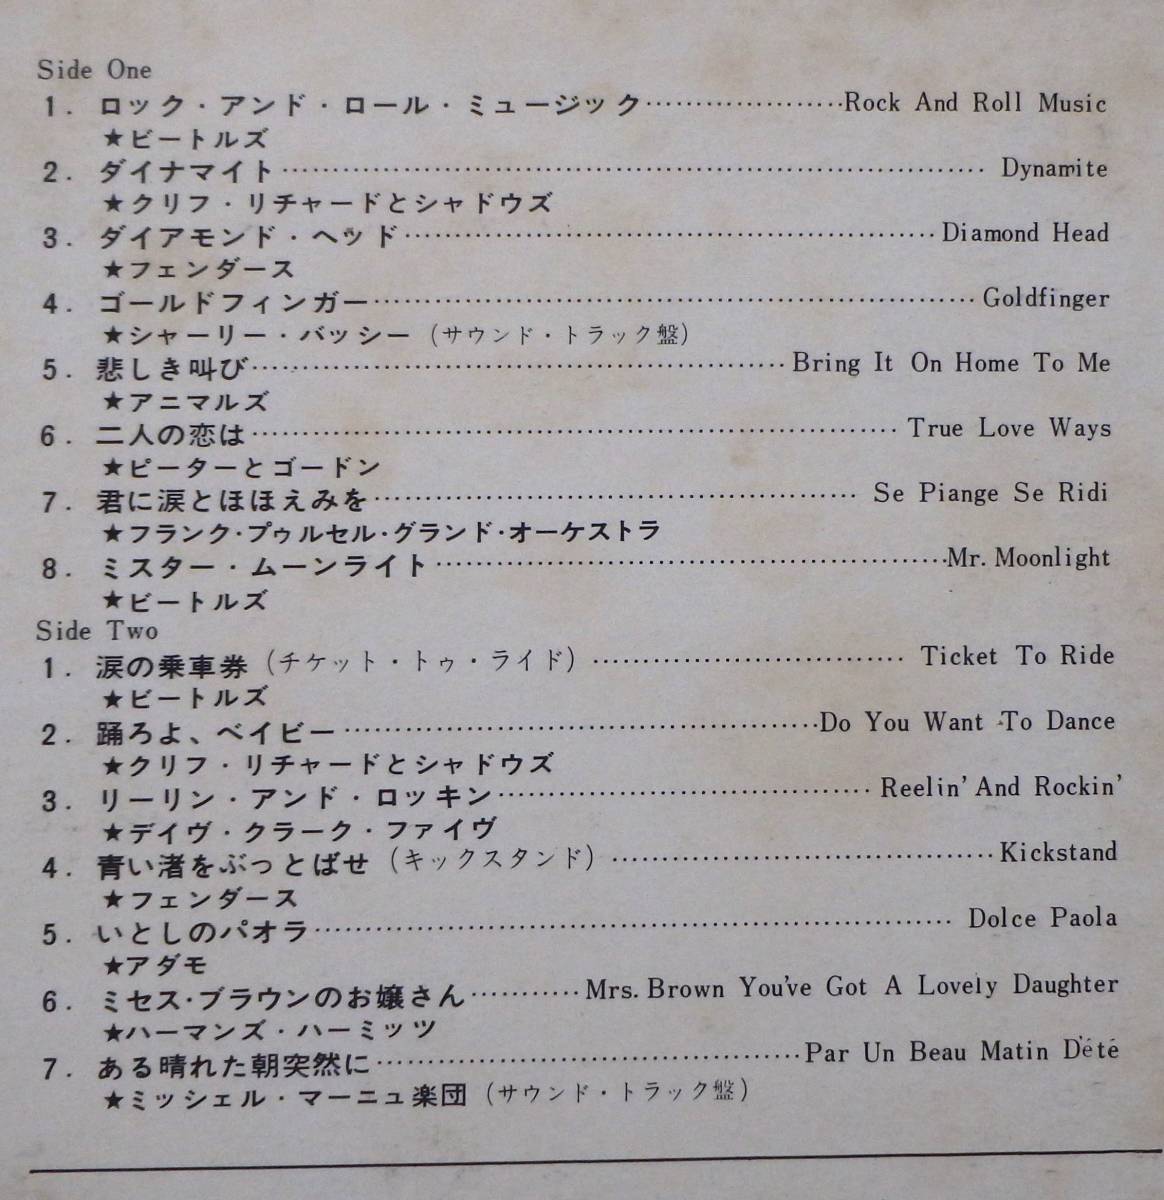 Side One
1. ロック・アンド・ロール・ミュージック…………………Rock And Roll Music
★ビートルズ
2. ダイナマイト…………………………………………………………… Dynamite
★クリフ・リチャードとシャドウズ
3. ダイアモンド・ヘッド……………………………………………Diamond Head
★フェンダース
4. ゴールドフィンガー…………………………………………………Goldfinger
★シャーリー・バッシー (サウンド・トラック盤)
5. 悲しき叫び……………………………………………Bring It On Home To Me
★アニマルズ
6. 二人の恋は……………………………………………………… True Love Ways
★ピーターとゴードン
7. 君に涙とほほえみを………………………………………… Se Piange Se Ridi
★フランク・プゥルセル・グランド・オーケストラ
8. ミスター・ムーンライト……………………………………………Mr. Moonlight
★ビートルズ
Side Two
1. 涙の乗車券 (チケット・トゥ・ライド) ………………………… Ticket To Ride
★ビートルズ
2. 踊ろよ、ベイビー………………………………………Do You Want To Dance
★クリフ・リチャードとシャドウズ
3. リーリン・アンド・ロッキン……………………………… Reelin' And Rockin'
★デイヴ・クラーク・ファイヴ
4. 青い渚をぶっとばせ (キックスタンド) ………………………………Kickstand
★フェンダース
5. いとしのパオラ……………………………………………………… Dolce Paola
★アダモ
6. ミセス・ブラウンのお嬢さん…………Mrs. Brown You've Got A Lovely Daughter
★ハーマンズ・ハーミッツ
7. ある晴れた朝突然に……………………………………Par Un Beau Matin D'été
★ミッシェル・マーニュ楽団 (サウンド・トラック盤)